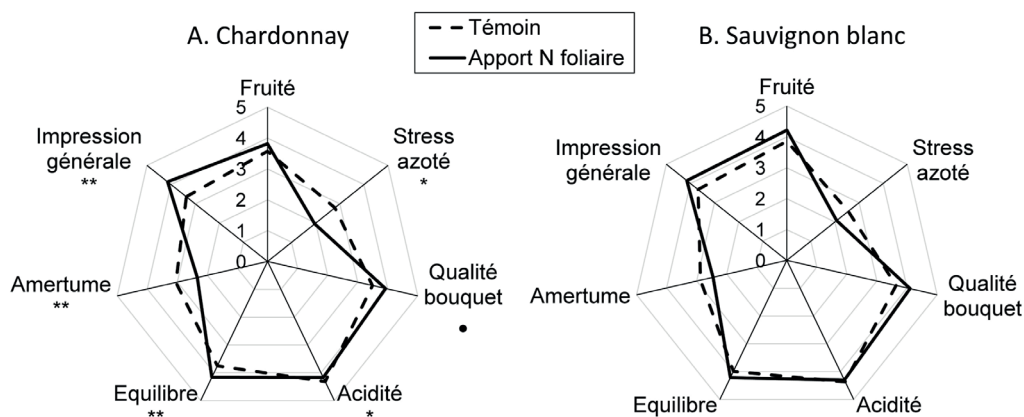 A. Chardonnay
Témoin
Apport N foliaire
B. Sauvignon blanc
Fruité
5
4
3
2
1
0
Stress
azoté
*
Qualité
bouquet
•
Acidité
*
Equilibre
**
Amertume
**
Impression
générale
**
Fruité
5
4
3
2
1
0
Stress
azoté
Qualité
bouquet
Acidité
Equilibre
Amertume
Impression
générale